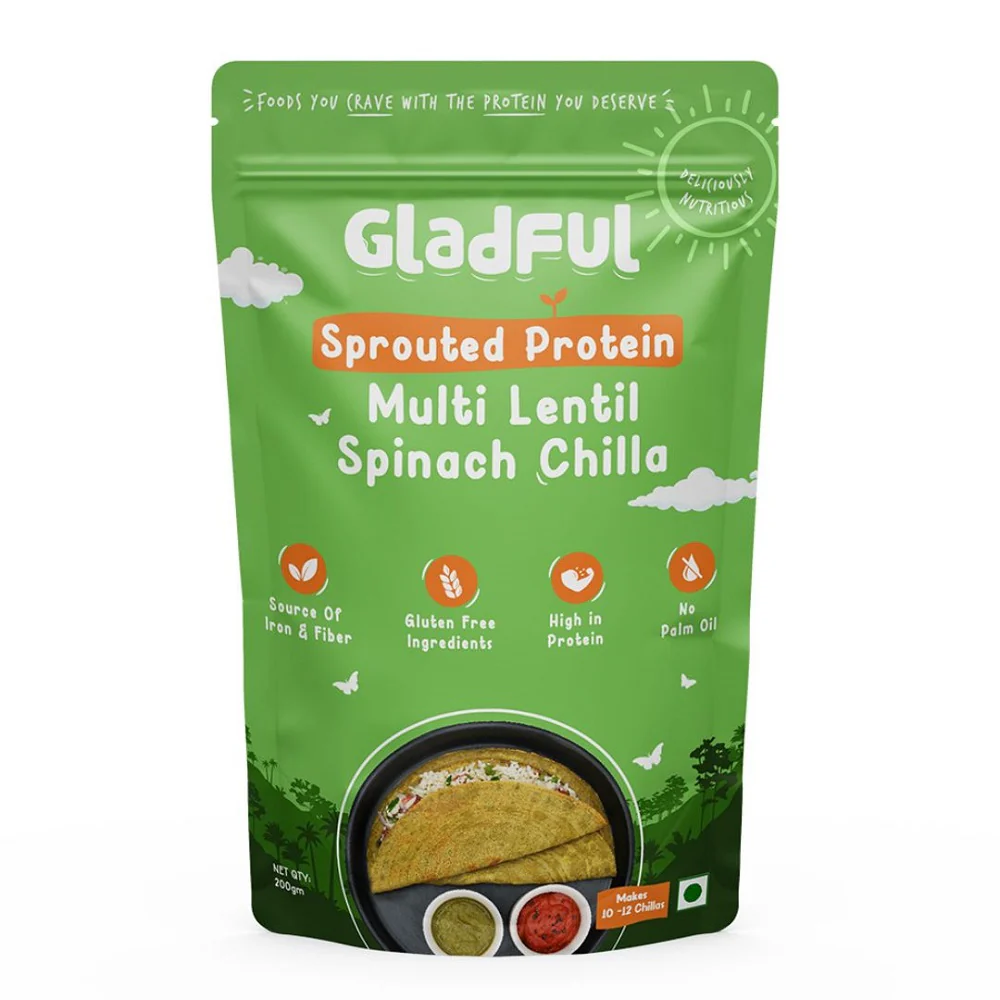 FOODS YOU CRAVE WITH THE PROTEIN YOU DESERVE
DELICIOUSLY
NUTRITIOUS
GladFul
Sprouted Protein
Multi Lentil
Spinach Chilla
Source Of
Iron & Fiber
Gluten Free
Ingredients
High in
Protein
No
Palm Oil
NET QTY:
200gm
Makes
10 -12 Chillas